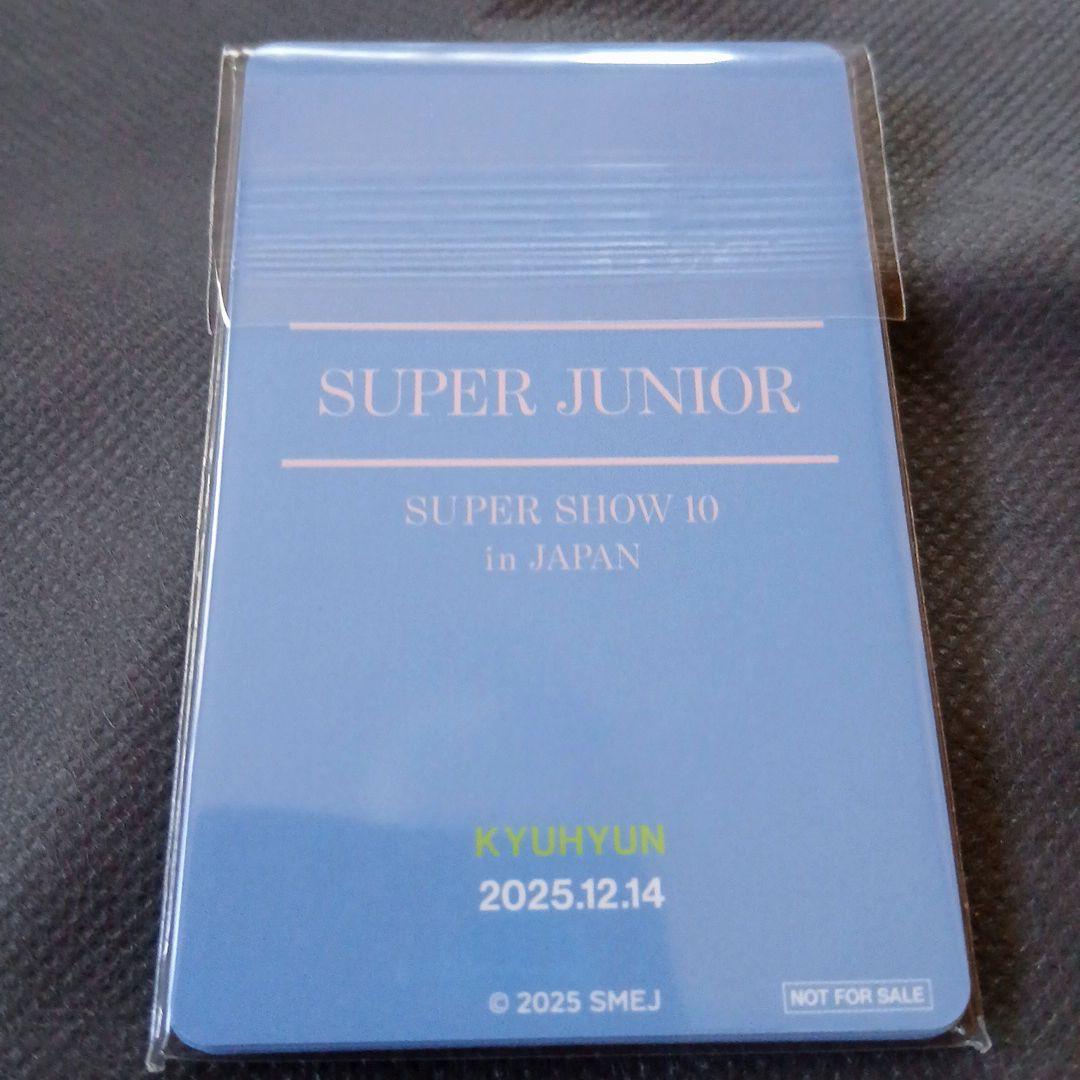 SUPER JUNIOR
SUPER SHOW 10
in JAPAN
KYUHYUN
2025.12.14
© 2025 SMEJ
NOT FOR SALE